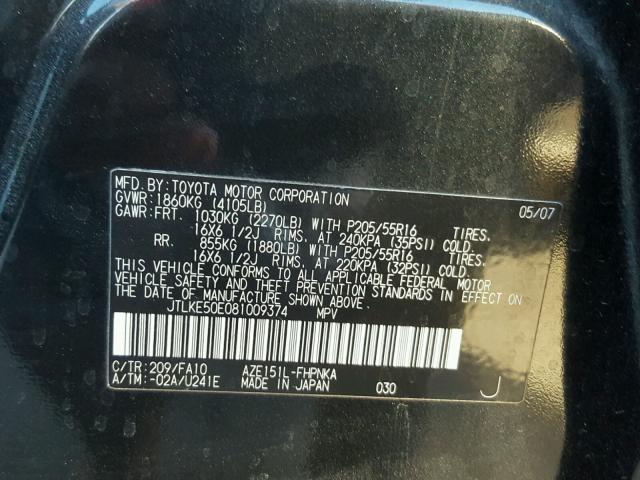 MFD.BY:TOYOTA MOTOR CORPORATION 05/07
GVWR:1860KG (4105LB)
GAWR:FRT. 1030KG (2270LB) WITH P205/55R16 TIRES.
16X6 1/2J RIMS. AT 240KPA (35PSI) COLD.
RR. 855KG (1880LB) WITH P205/55R16 TIRES.
16X6 1/2J RIMS. AT 220KPA (32PSI) COLD.
THIS VEHICLE CONFORMS TO ALL APPLICABLE FEDERAL MOTOR
VEHICLE SAFETY AND THEFT PREVENTION STANDARDS IN EFFECT ON
THE DATE OF MANUFACTURE SHOWN ABOVE.
JTLKE50E081009374 MPV
C/TR:209/FA10 AZE151L-FHPNKA
A/TM:-02A/U241E MADE IN JAPAN 030 J